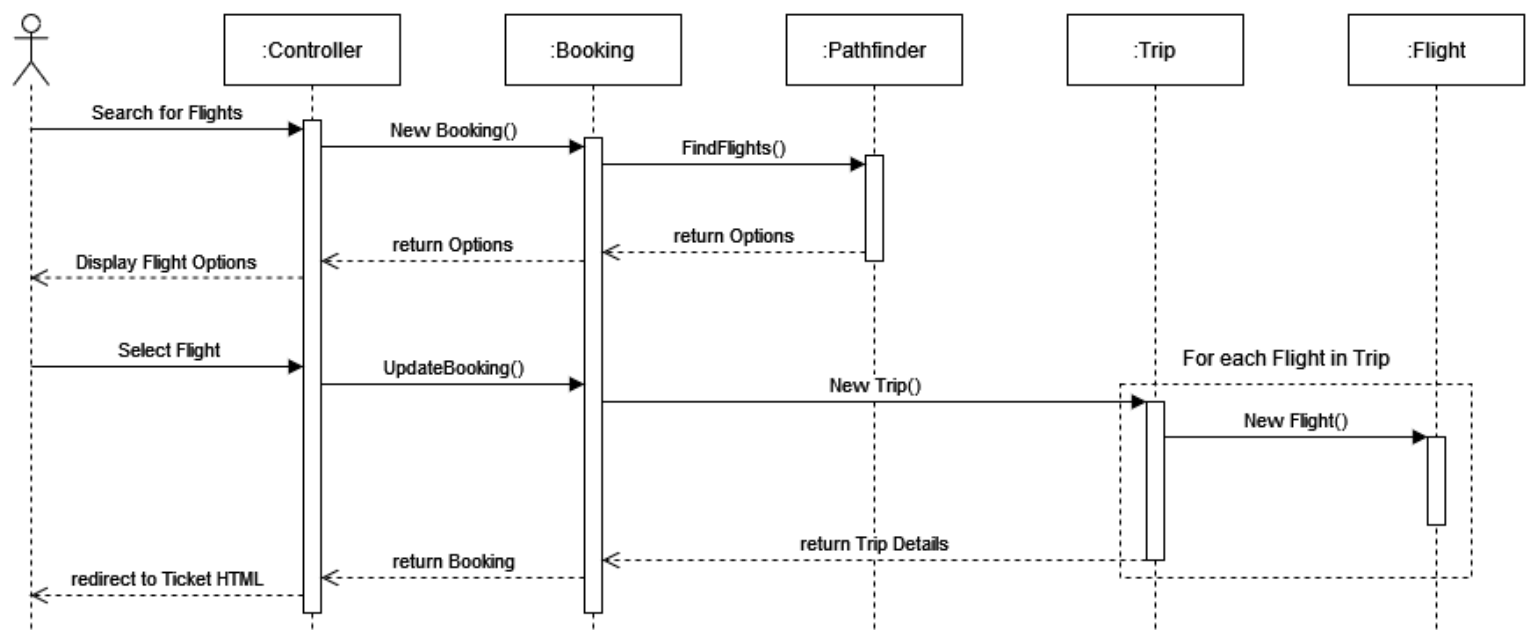 :Controller
:Booking
:Pathfinder
:Trip
:Flight
Search for Flights
New Booking()
FindFlights()
return Options
return Options
Display Flight Options
Select Flight
For each Flight in Trip
UpdateBooking()
New Trip()
New Flight()
return Trip Details
return Booking
redirect to Ticket HTML